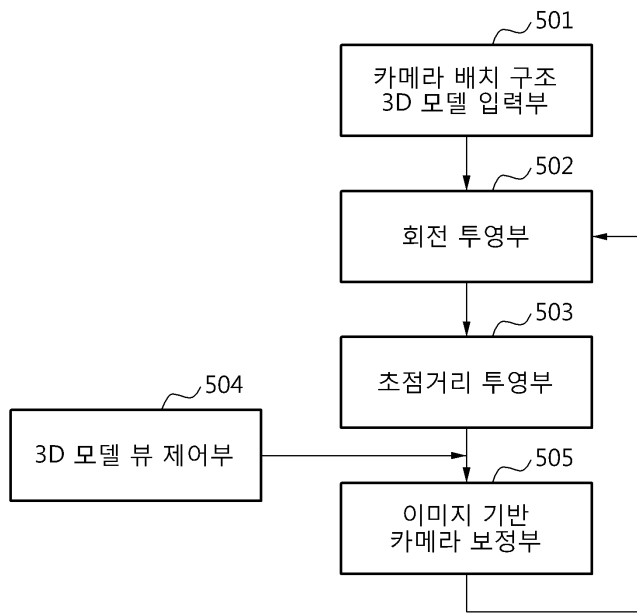 501
카메라 배치 구조
3D 모델 입력부
502
회전 투영부
503
초점거리 투영부
504
3D 모델 뷰 제어부
505
이미지 기반
카메라 보정부